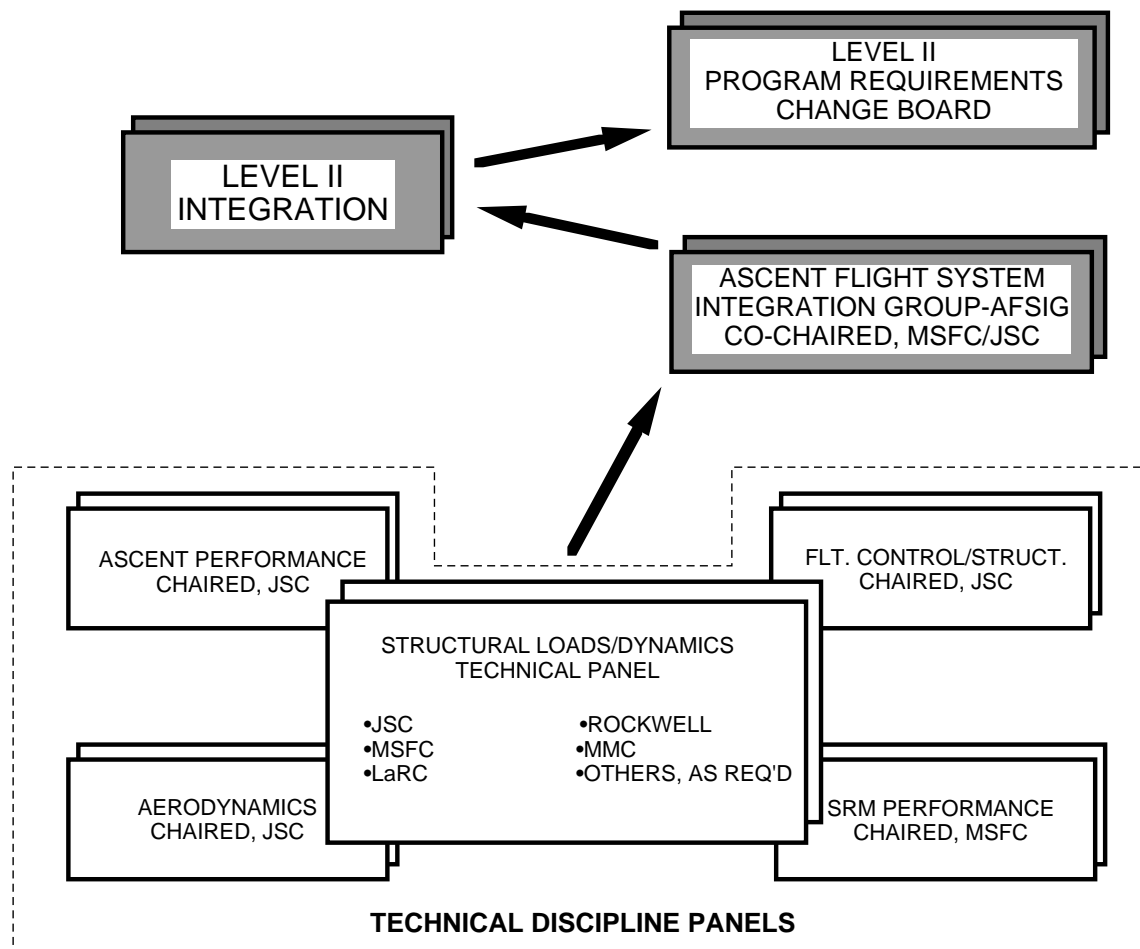 LEVEL II
PROGRAM REQUIREMENTS
CHANGE BOARD
LEVEL II
INTEGRATION
ASCENT FLIGHT SYSTEM
INTEGRATION GROUP-AFSIG
CO-CHAIRED, MSFC/JSC
ASCENT PERFORMANCE
CHAIRED, JSC
FLT. CONTROL/STRUCT.
CHAIRED, JSC
STRUCTURAL LOADS/DYNAMICS
TECHNICAL PANEL
•JSC
•MSFC
•LaRC
•ROCKWELL
•MMC
•OTHERS, AS REQ'D
AERODYNAMICS
CHAIRED, JSC
SRM PERFORMANCE
CHAIRED, MSFC
TECHNICAL DISCIPLINE PANELS